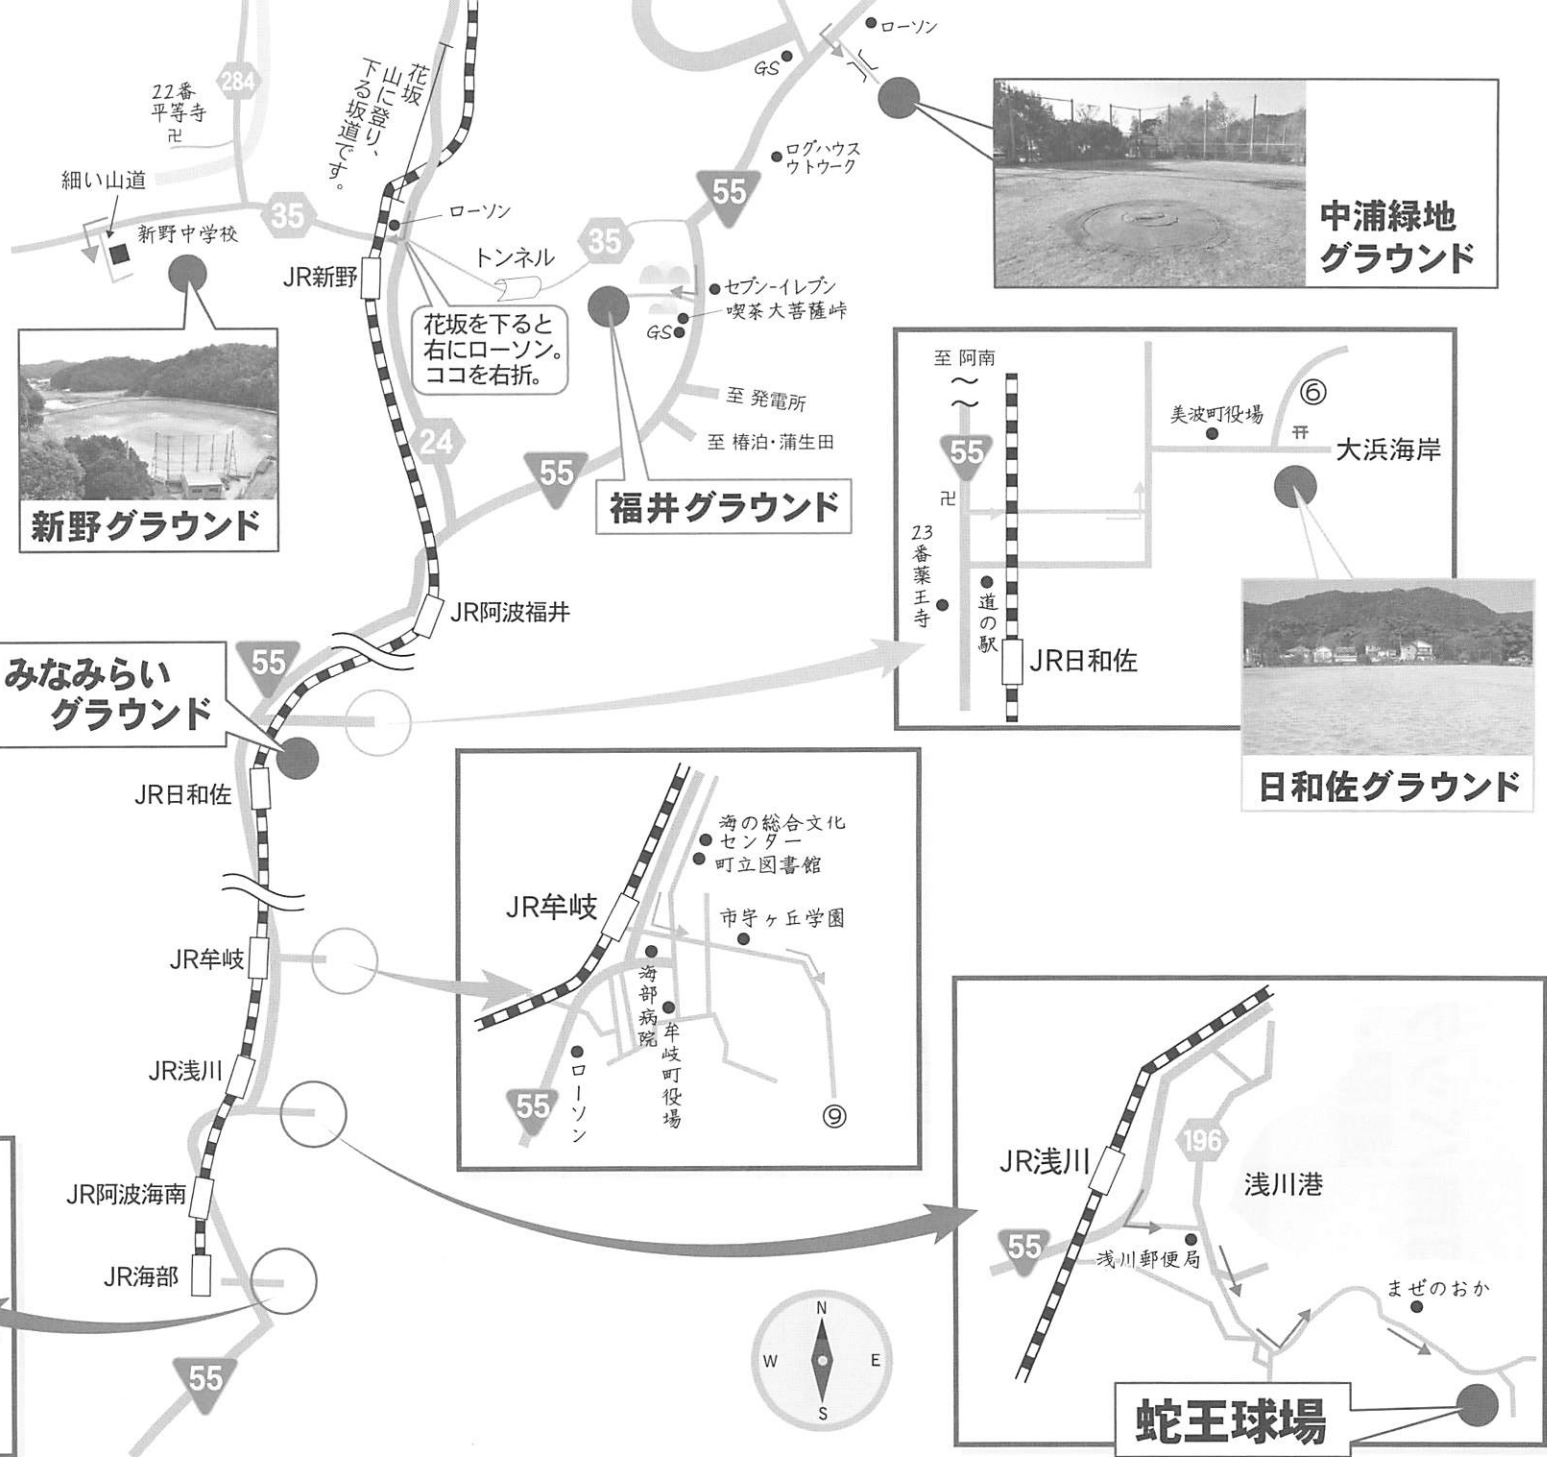 ローソン
GS
284
22番
平等寺
卍
花坂
山に登り、
下る坂道です。
ログハウス
ウトウーク
55
中浦緑地
グラウンド
細い山道
35
ローソン
新野中学校
JR新野
トンネル
35
セブン-イレブン
喫茶大菩薩峠
GS
花坂を下ると
右にローソン。
ココを右折。
新野グラウンド
24
至 発電所
至 椿泊・蒲生田
55
福井グラウンド
至 阿南
55
卍
23番薬王寺
道の駅
JR日和佐
美波町役場
⑥
大浜海岸
日和佐グラウンド
JR阿波福井
55
みなみらい
グラウンド
JR日和佐
JR牟岐
JR浅川
JR阿波海南
JR海部
55
海の総合文化
センター
町立図書館
JR牟岐
市宇ヶ丘学園
海部病院
牟岐町役場
ローソン
55
⑨
N
W
E
S
JR浅川
196
浅川港
55
浅川郵便局
まぜのおか
蛇王球場